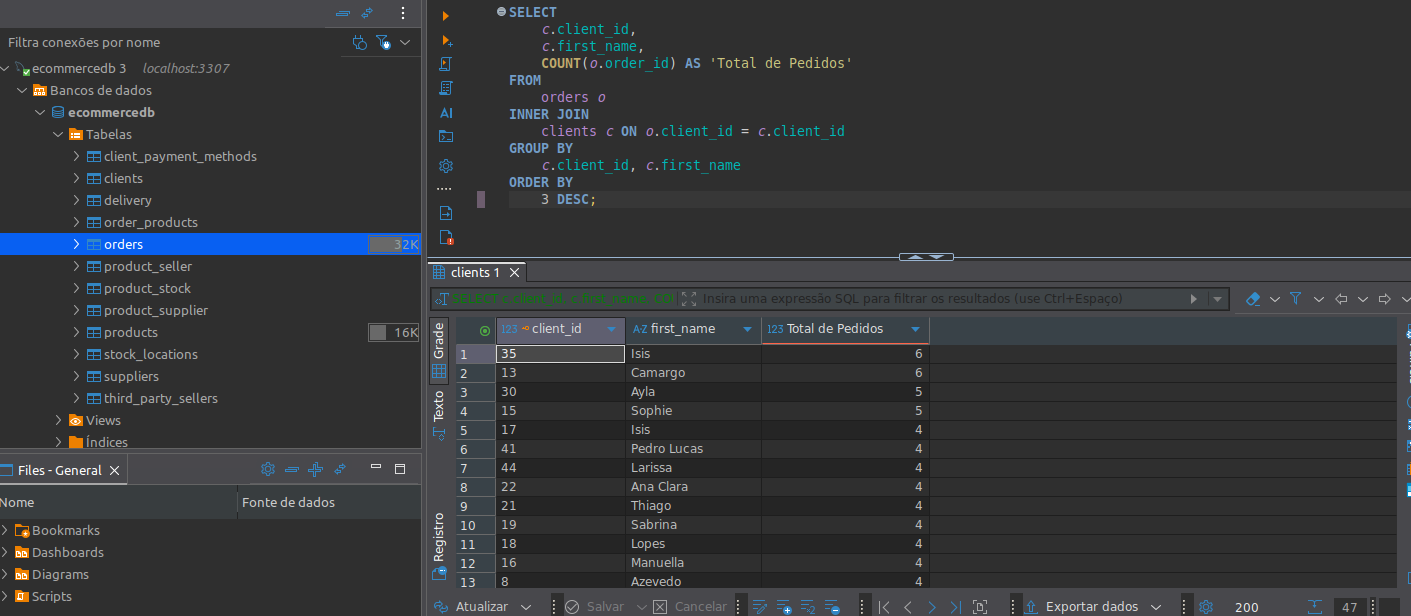 Filtra conexões por nome
ecommercedb 3 localhost:3307
Bancos de dados
ecommercedb
Tabelas
client_payment_methods
clients
delivery
order_products
orders 32K
product_seller
product_stock
product_supplier
products 16K
stock_locations
suppliers
third_party_sellers
Views
Índices
Files - General
Nome Fonte de dados
Bookmarks
Dashboards
Diagrams
Scripts
AI
SELECT
c.client_id,
c.first_name,
COUNT(o.order_id) AS 'Total de Pedidos'
FROM
orders o
INNER JOIN
clients c ON o.client_id = c.client_id
GROUP BY
c.client_id, c.first_name
ORDER BY
3 DESC;
clients 1
SELECT c.client_id, c.first_name, CO Insira uma expressão SQL para filtrar os resultados (use Ctrl+Espaço)
Grade
Texto
Registro
123 client_id A-Z first_name 123 Total de Pedidos
1 35 Isis 6
2 13 Camargo 6
3 30 Ayla 5
4 15 Sophie 5
5 17 Isis 4
6 41 Pedro Lucas 4
7 44 Larissa 4
8 22 Ana Clara 4
9 21 Thiago 4
10 19 Sabrina 4
11 18 Lopes 4
12 16 Manuella 4
13 8 Azevedo 4
Atualizar Salvar Cancelar Exportar dados 200 47